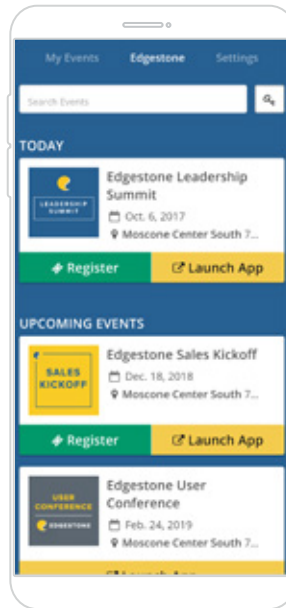 My Events Edgestone Settings
Search Events
TODAY
LEADERSHIP
SUMMIT
Edgestone Leadership
Summit
Oct. 6, 2017
Moscone Center South 7...
Register Launch App
UPCOMING EVENTS
SALES
KICKOFF
Edgestone Sales Kickoff
Dec. 18, 2018
Moscone Center South 7...
Register Launch App
USER
CONFERENCE
EDGESTONE
Edgestone User
Conference
Feb. 24, 2019
Moscone Center South 7...
Launch App